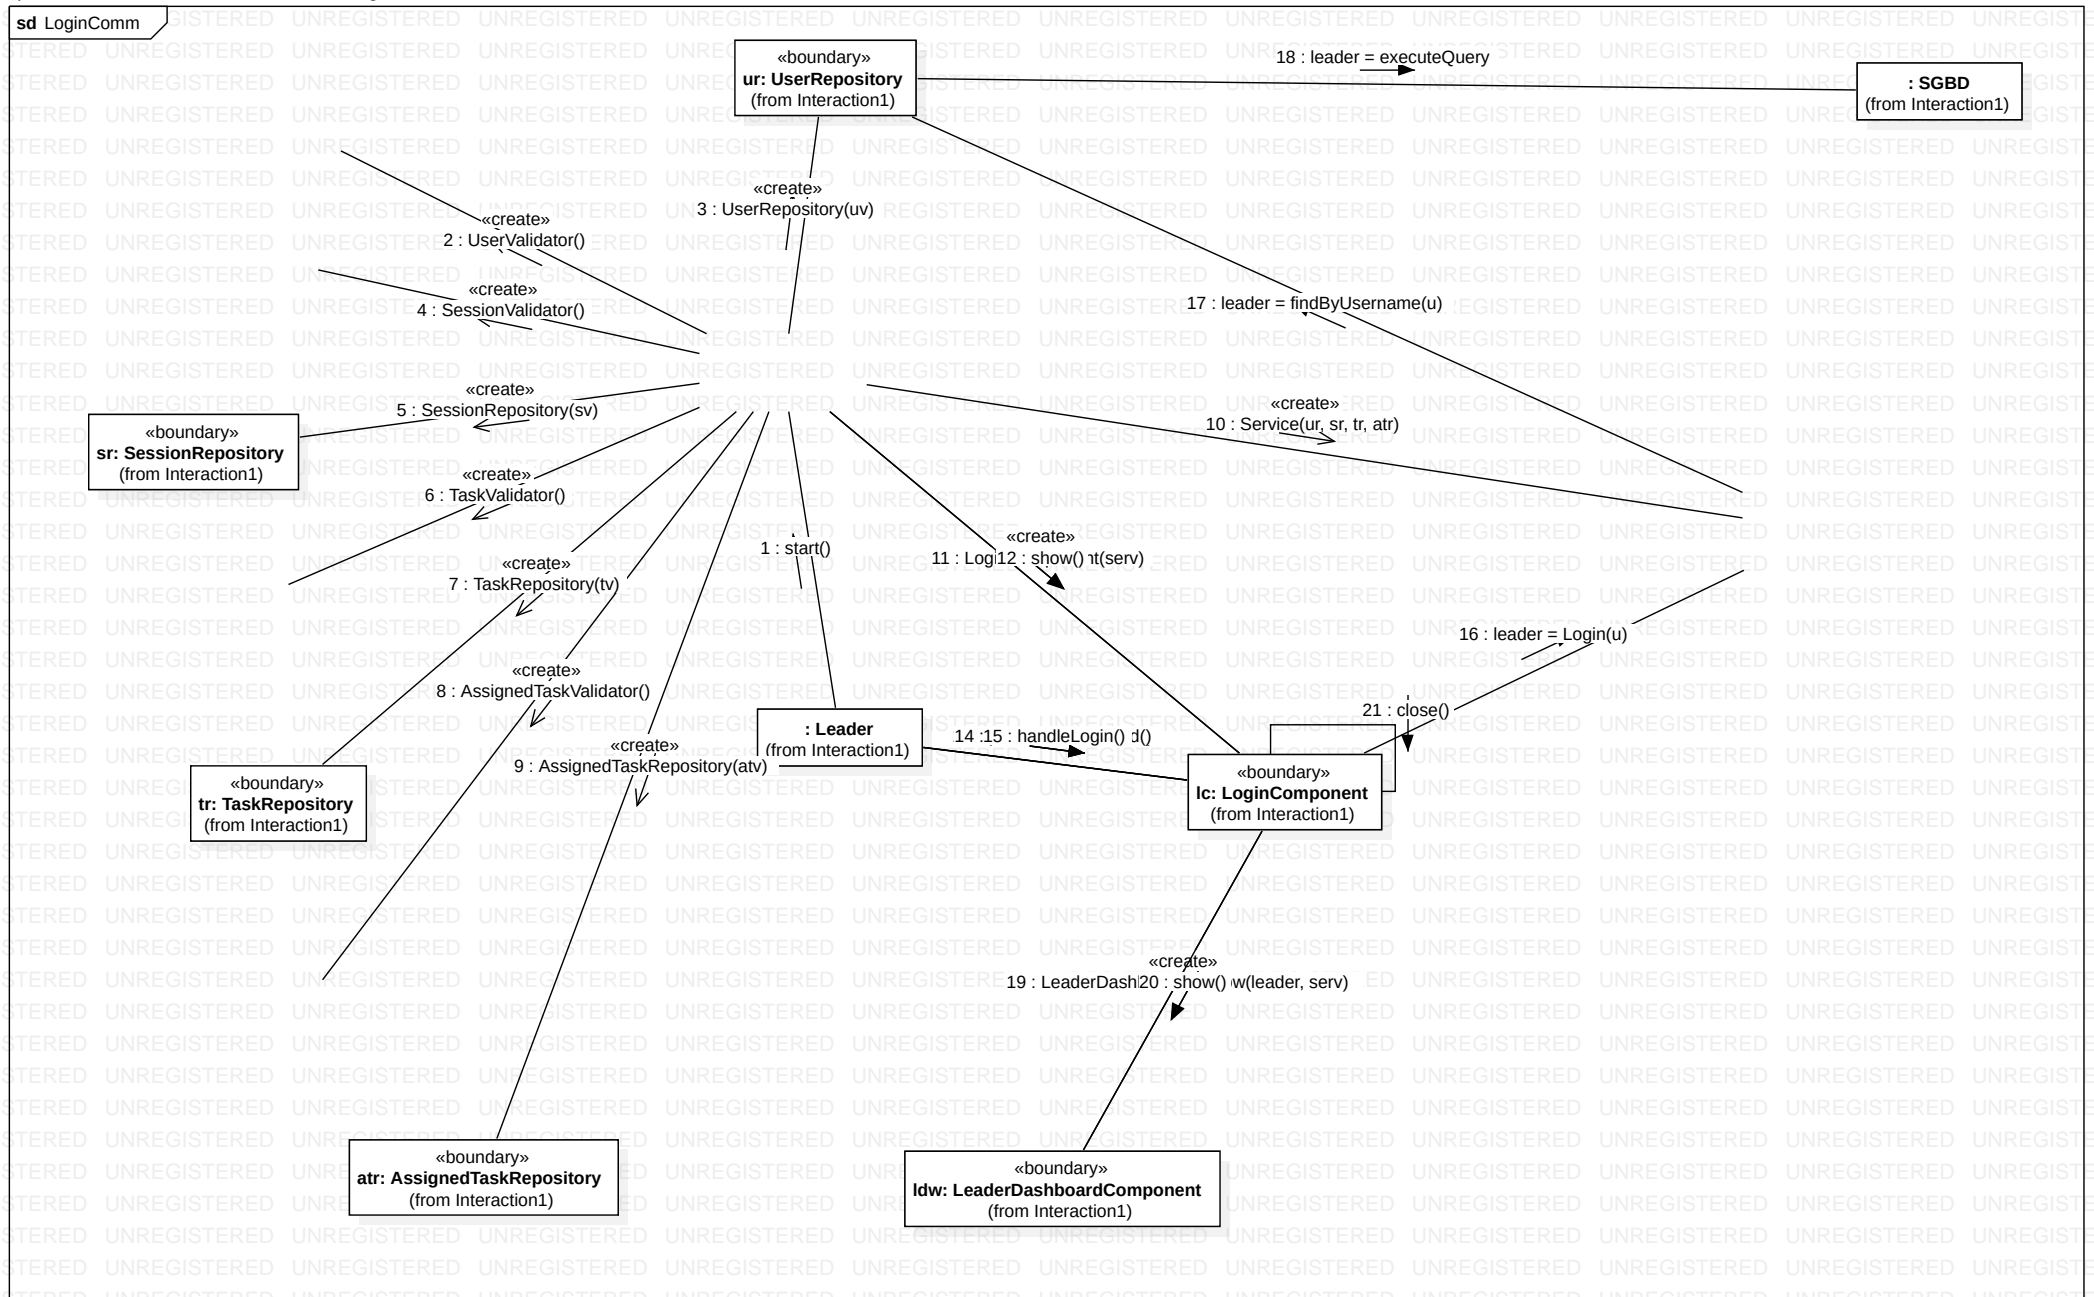 sd LoginComm
«boundary»
ur: UserRepository
(from Interaction1)
18 : leader = executeQuery
: SGBD
(from Interaction1)
«create»
3 : UserRepository(uv)
«create»
2 : UserValidator()
«create»
4 : SessionValidator()
17 : leader = findByUsername(u)
«create»
5 : SessionRepository(sv)
«create»
10 : Service(ur, sr, tr, atr)
«boundary»
sr: SessionRepository
(from Interaction1)
«create»
6 : TaskValidator()
1 : start()
«create»
11 : Log12 : show()nt(serv)
«create»
7 : TaskRepository(tv)
16 : leader = Login(u)
«create»
8 : AssignedTaskValidator()
21 : close()
: Leader
(from Interaction1)
14 :15 : handleLogin()d()
«create»
9 : AssignedTaskRepository(atv)
«boundary»
tr: TaskRepository
(from Interaction1)
«boundary»
lc: LoginComponent
(from Interaction1)
«create»
19 : LeaderDash20 : show()w(leader, serv)
«boundary»
atr: AssignedTaskRepository
(from Interaction1)
«boundary»
ldw: LeaderDashboardComponent
(from Interaction1)
UNREGISTERED